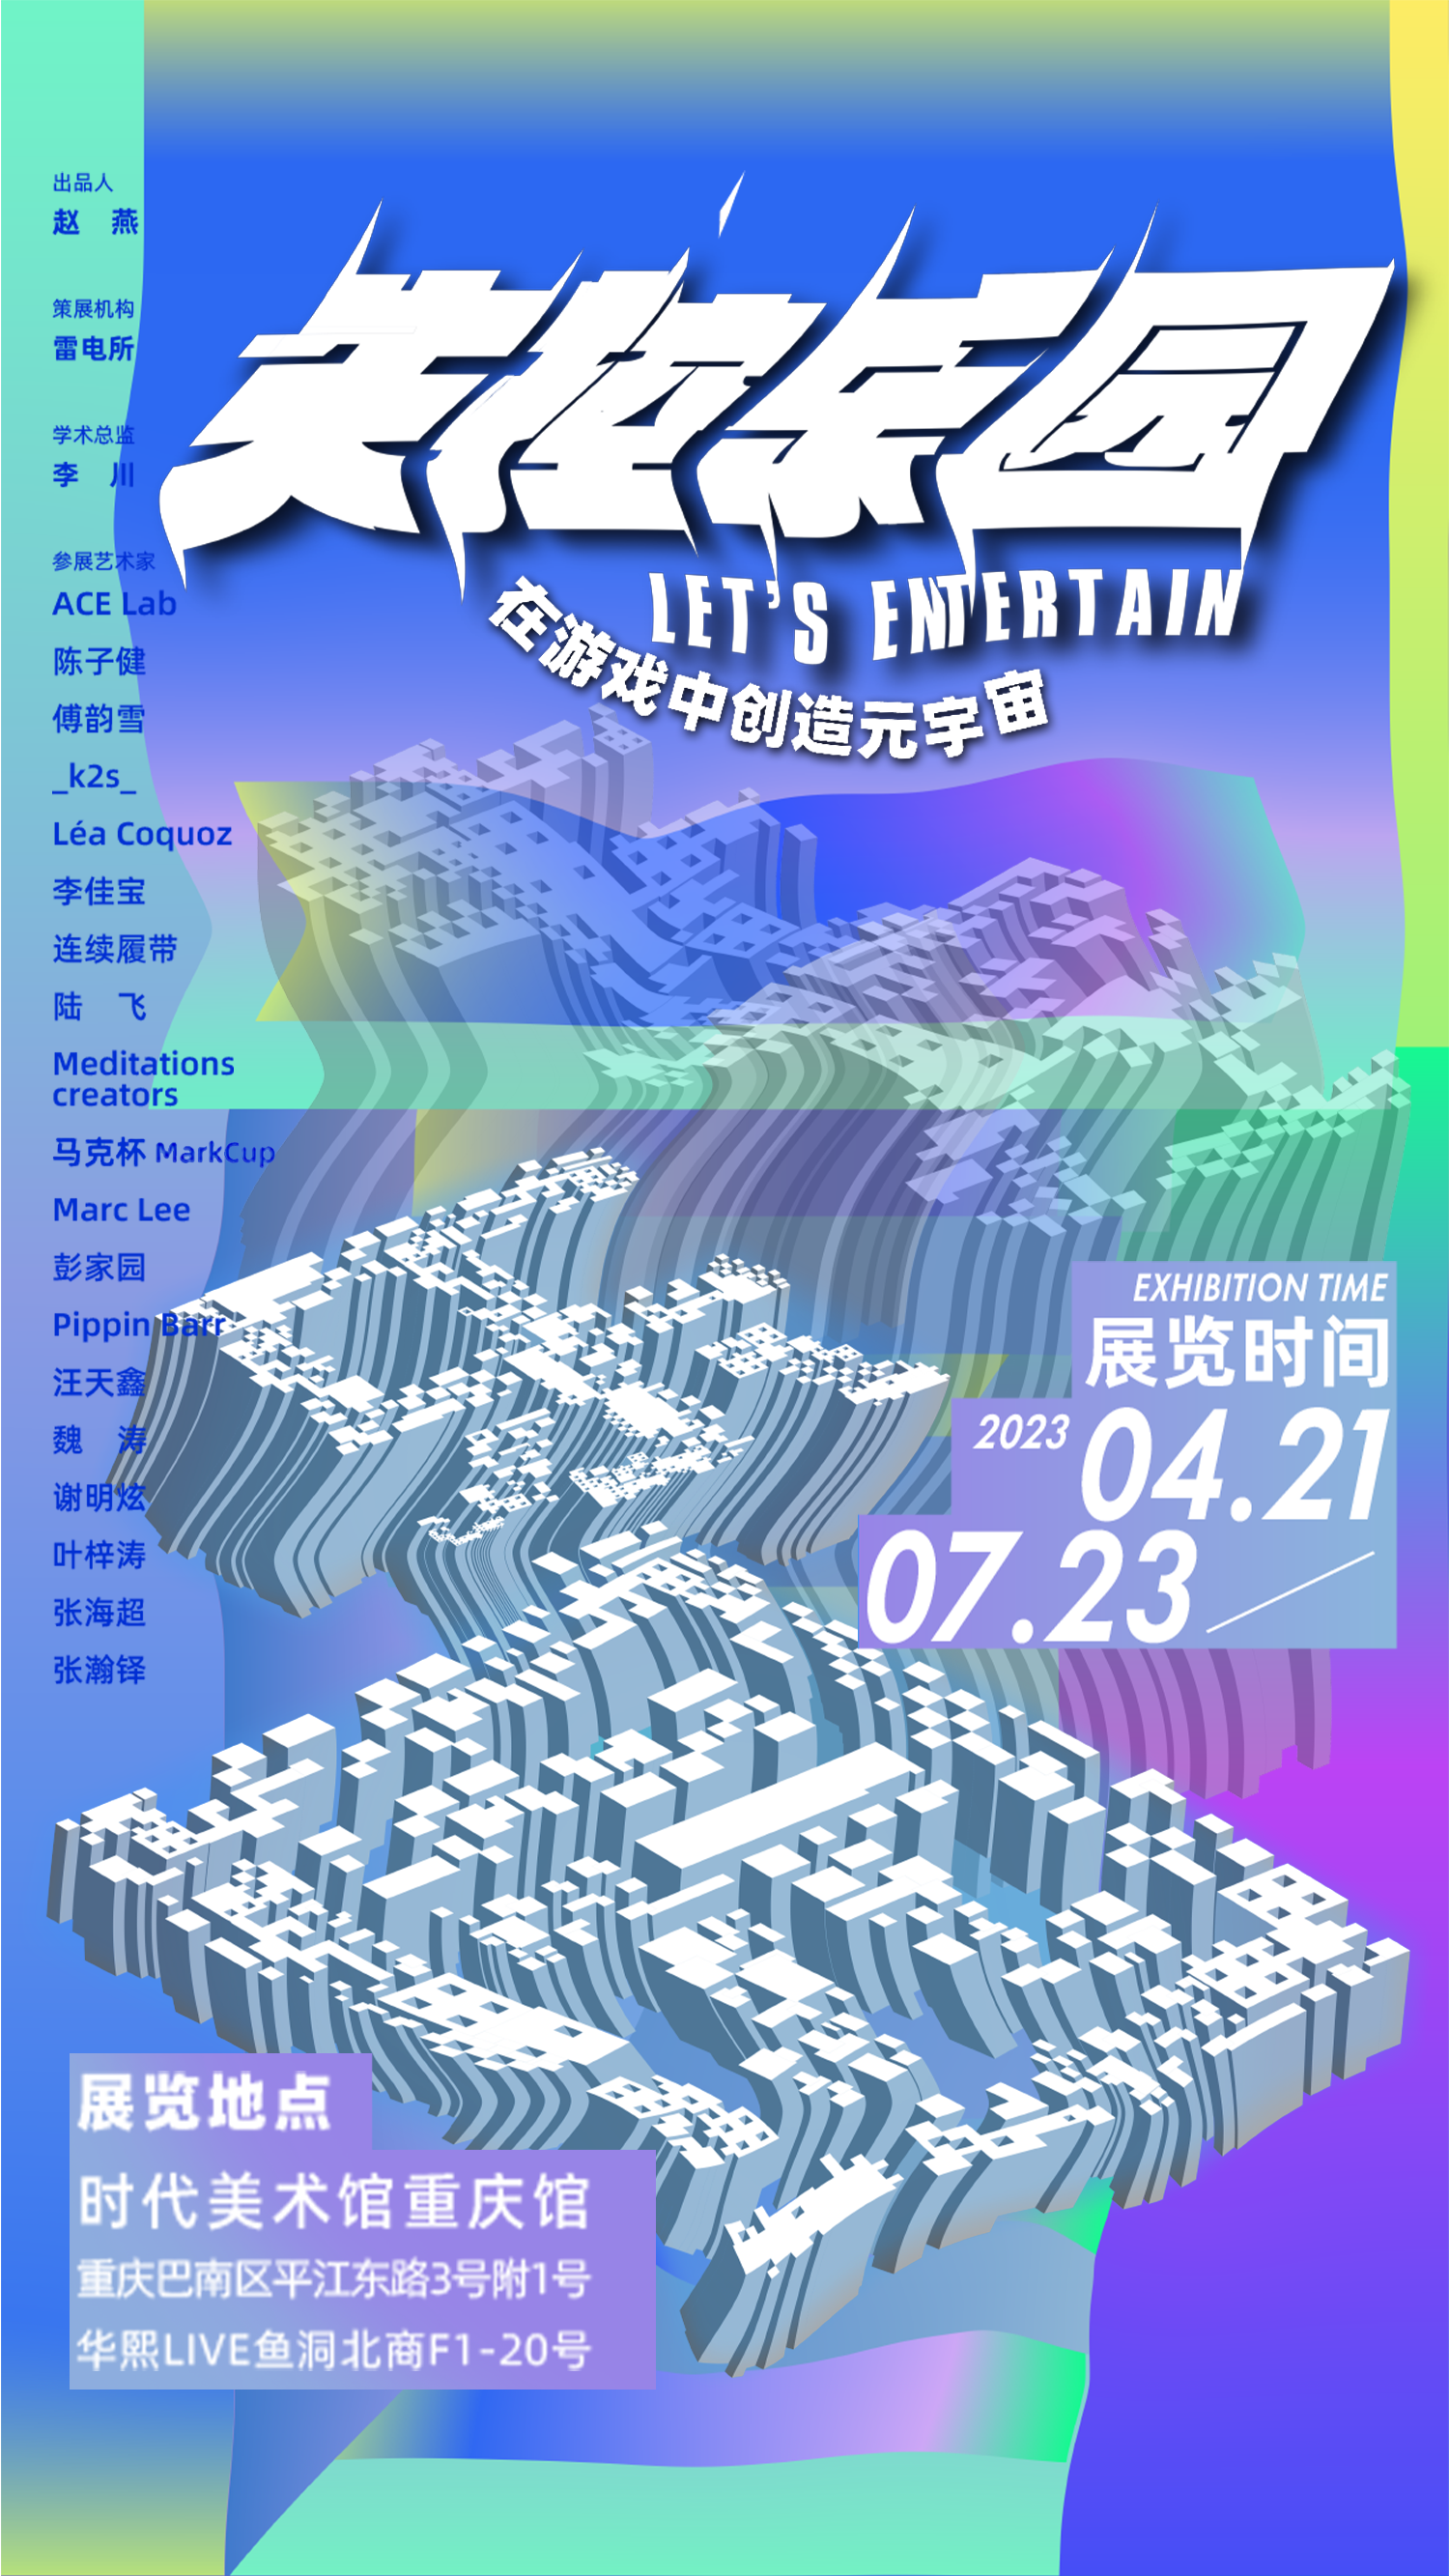 出品人
赵 燕
策展机构
雷电所
学术总监
李 川
参展艺术家
ACE Lab
陈子健
傅韵雪
_k2s_
Léa Coquoz
李佳宝
连续履带
陆 飞
Meditations
creators
马克杯 MarkCup
Marc Lee
彭家园
Pippin Barr
汪天鑫
魏 涛
谢明炫
叶梓涛
张海超
张瀚铎
失控乐园
LET'S ENTERTAIN
在游戏中创造元宇宙
EXHIBITION TIME
展览时间
2023 04.21
07.23
展览地点
时代美术馆重庆馆
重庆巴南区平江东路3号附1号
华熙LIVE鱼洞北商F1-20号